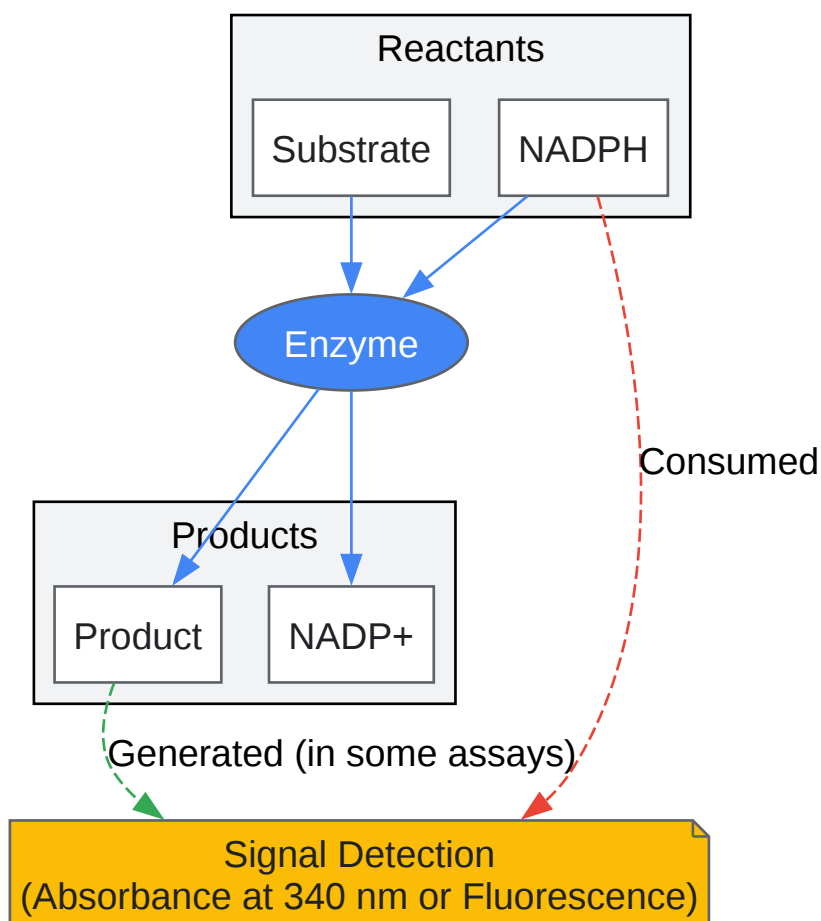 Reactants
Substrate
NADPH
Enzyme
Consumed
Products
Product
NADP+
Generated (in some assays)
Signal Detection
(Absorbance at 340 nm or Fluorescence)